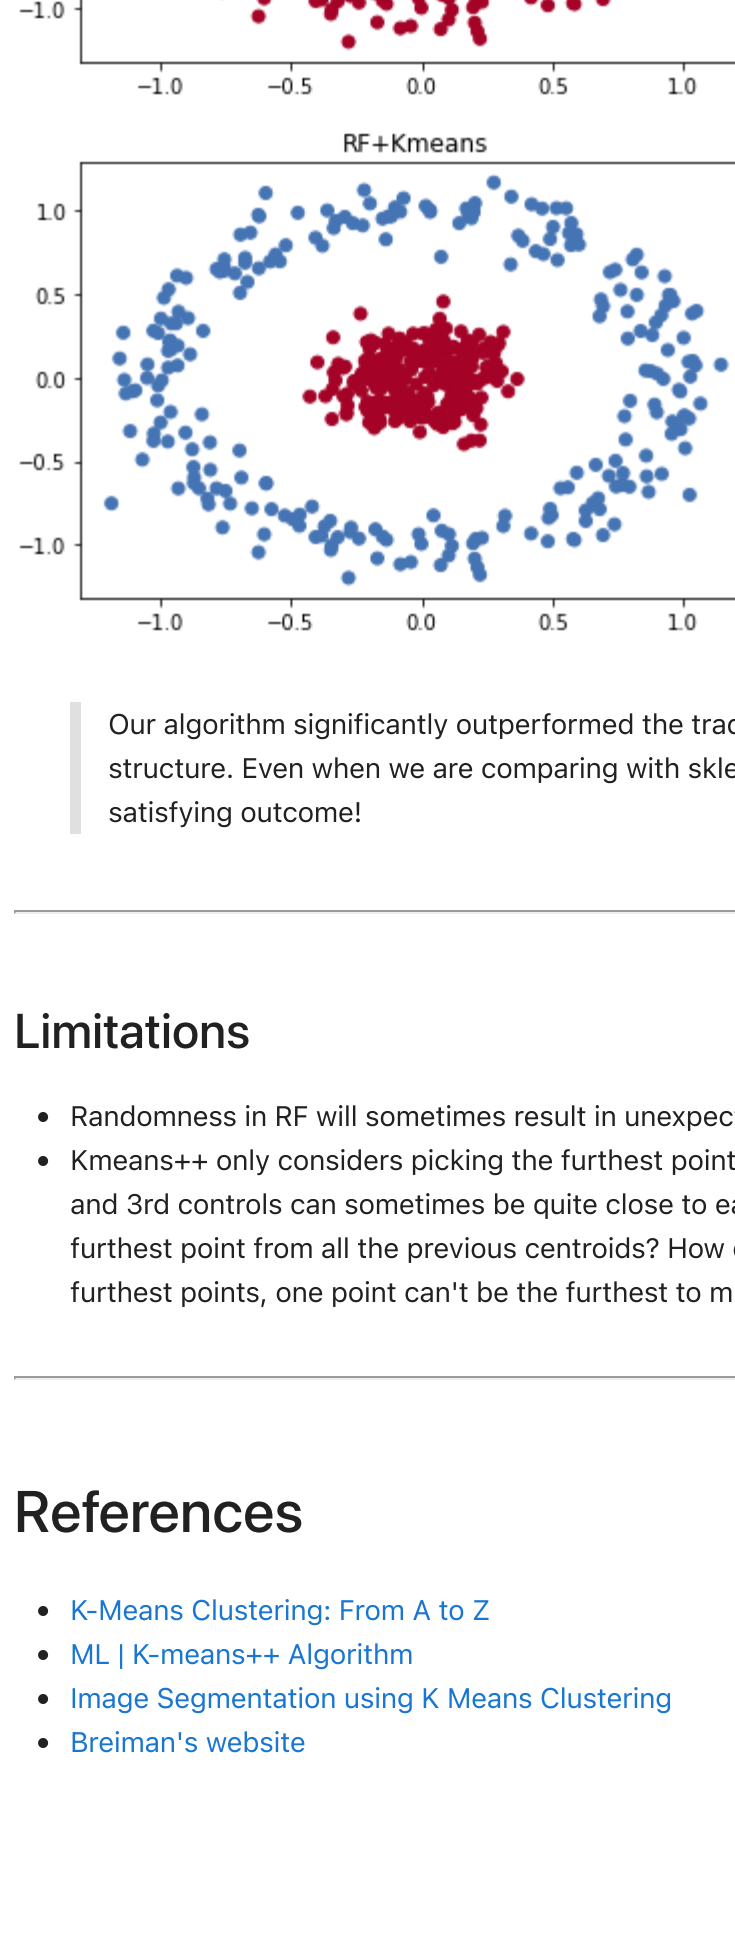 −1.0
−1.0 −0.5 0.0 0.5 1.0
RF+Kmeans
1.0
0.5
0.0
−0.5
−1.0
−1.0 −0.5 0.0 0.5 1.0
Our algorithm significantly outperformed the
structure. Even when we are comparing with
satisfying outcome!
Limitations
Randomness in RF will sometimes result in
Kmeans++ only considers picking the furthest point
and 3rd controls can sometimes be quite close to
furthest point from all the previous centroids? How
furthest points, one point can't be the furthest to
References
K-Means Clustering: From A to Z
ML | K-means++ Algorithm
Image Segmentation using K Means Clustering
Breiman's website